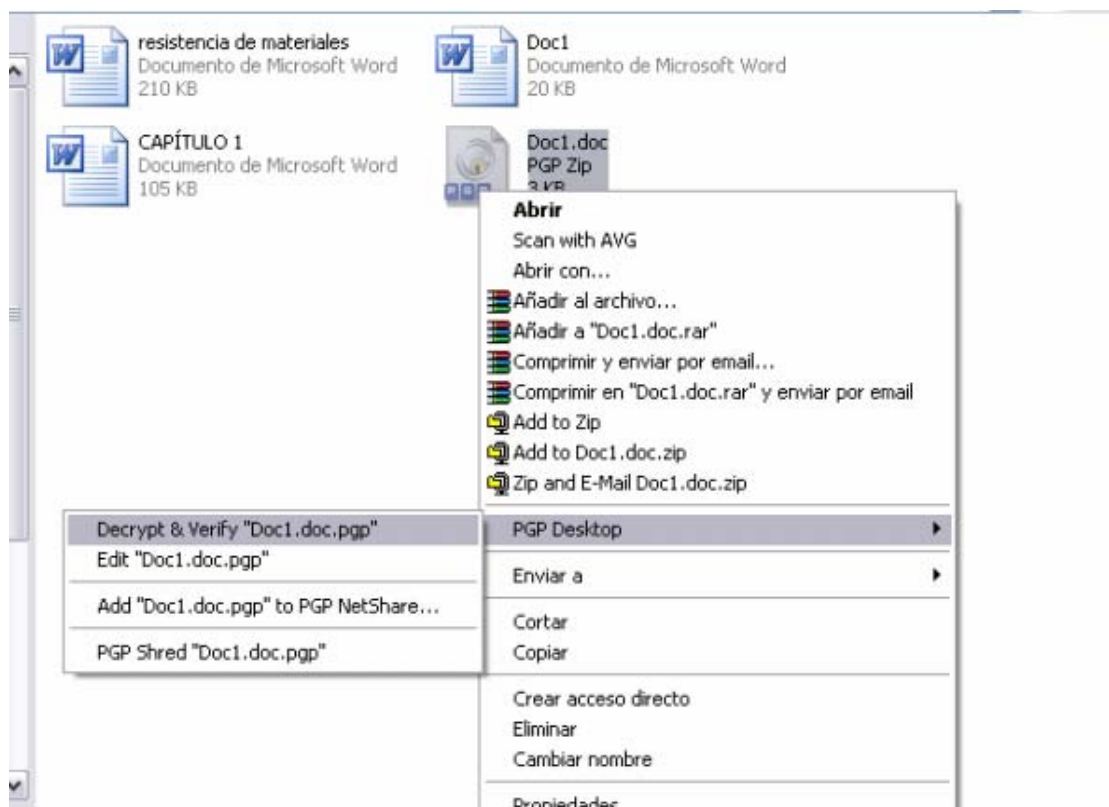 resistencia de materiales
Documento de Microsoft Word
210 KB
Doc1
Documento de Microsoft Word
20 KB
CAPÍTULO 1
Documento de Microsoft Word
105 KB
Doc1.doc
PGP Zip
3 KB
Abrir
Scan with AVG
Abrir con...
Añadir al archivo...
Añadir a "Doc1.doc.rar"
Comprimir y enviar por email...
Comprimir en "Doc1.doc.rar" y enviar por email
Add to Zip
Add to Doc1.doc.zip
Zip and E-Mail Doc1.doc.zip
PGP Desktop
Decrypt & Verify "Doc1.doc.pgp"
Edit "Doc1.doc.pgp"
Add "Doc1.doc.pgp" to PGP NetShare...
PGP Shred "Doc1.doc.pgp"
Enviar a
Cortar
Copiar
Crear acceso directo
Eliminar
Cambiar nombre
Propiedades